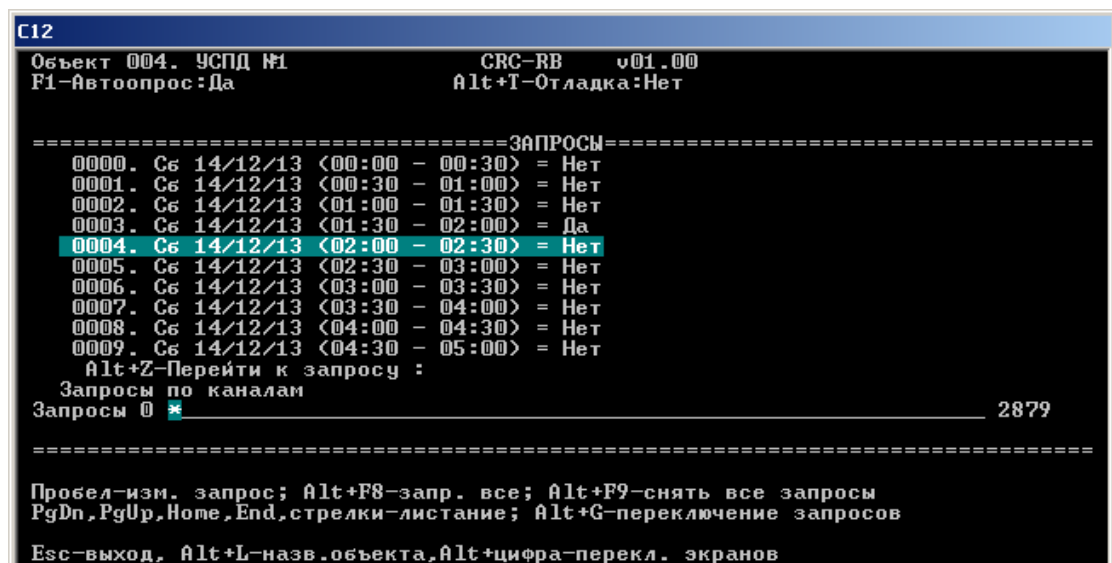 C12
Объект 004. УСПД №1 CRC-RB v01.00
F1-Автоопрос:Да Alt+T-Отладка:Нет
===================================ЗАПРОСЫ====================================
0000. Сб 14/12/13 (00:00 - 00:30) = Нет
0001. Сб 14/12/13 (00:30 - 01:00) = Нет
0002. Сб 14/12/13 (01:00 - 01:30) = Нет
0003. Сб 14/12/13 (01:30 - 02:00) = Да
0004. Сб 14/12/13 (02:00 - 02:30) = Нет
0005. Сб 14/12/13 (02:30 - 03:00) = Нет
0006. Сб 14/12/13 (03:00 - 03:30) = Нет
0007. Сб 14/12/13 (03:30 - 04:00) = Нет
0008. Сб 14/12/13 (04:00 - 04:30) = Нет
0009. Сб 14/12/13 (04:30 - 05:00) = Нет
Alt+Z-Перейти к запросу :
Запросы по каналам
Запросы 0 *____________________________________________________________ 2879
===============================================================================
Пробел-изм. запрос; Alt+F8-запр. все; Alt+F9-снять все запросы
PgDn,PgUp,Home,End,стрелки-листание; Alt+G-переключение запросов
Esc-выход, Alt+L-назв.объекта,Alt+цифра-перекл. экранов